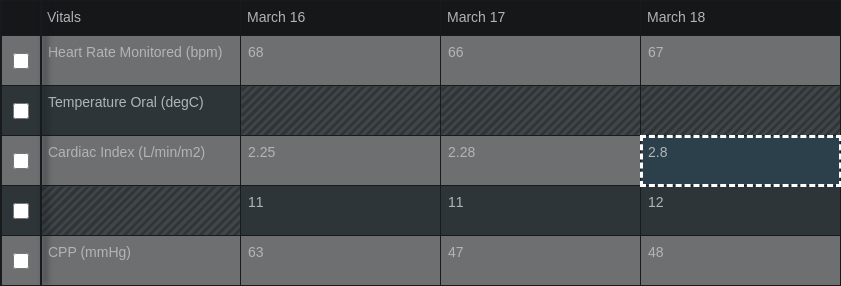 Vitals March 16 March 17 March 18
Heart Rate Monitored (bpm) 68 66 67
Temperature Oral (degC)
Cardiac Index (L/min/m2) 2.25 2.28 2.8
11 11 12
CPP (mmHg) 63 47 48